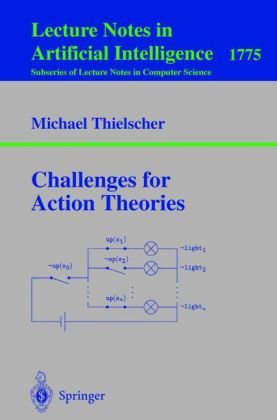 Lecture Notes in
Artificial Intelligence 1775
Subseries of Lecture Notes in Computer Science
Michael Thielscher
Challenges for
Action Theories
up(s₁)
¬light₁
¬up(s₀)
up(s₂)
¬light₂
up(sₙ)
¬lightₙ
Springer